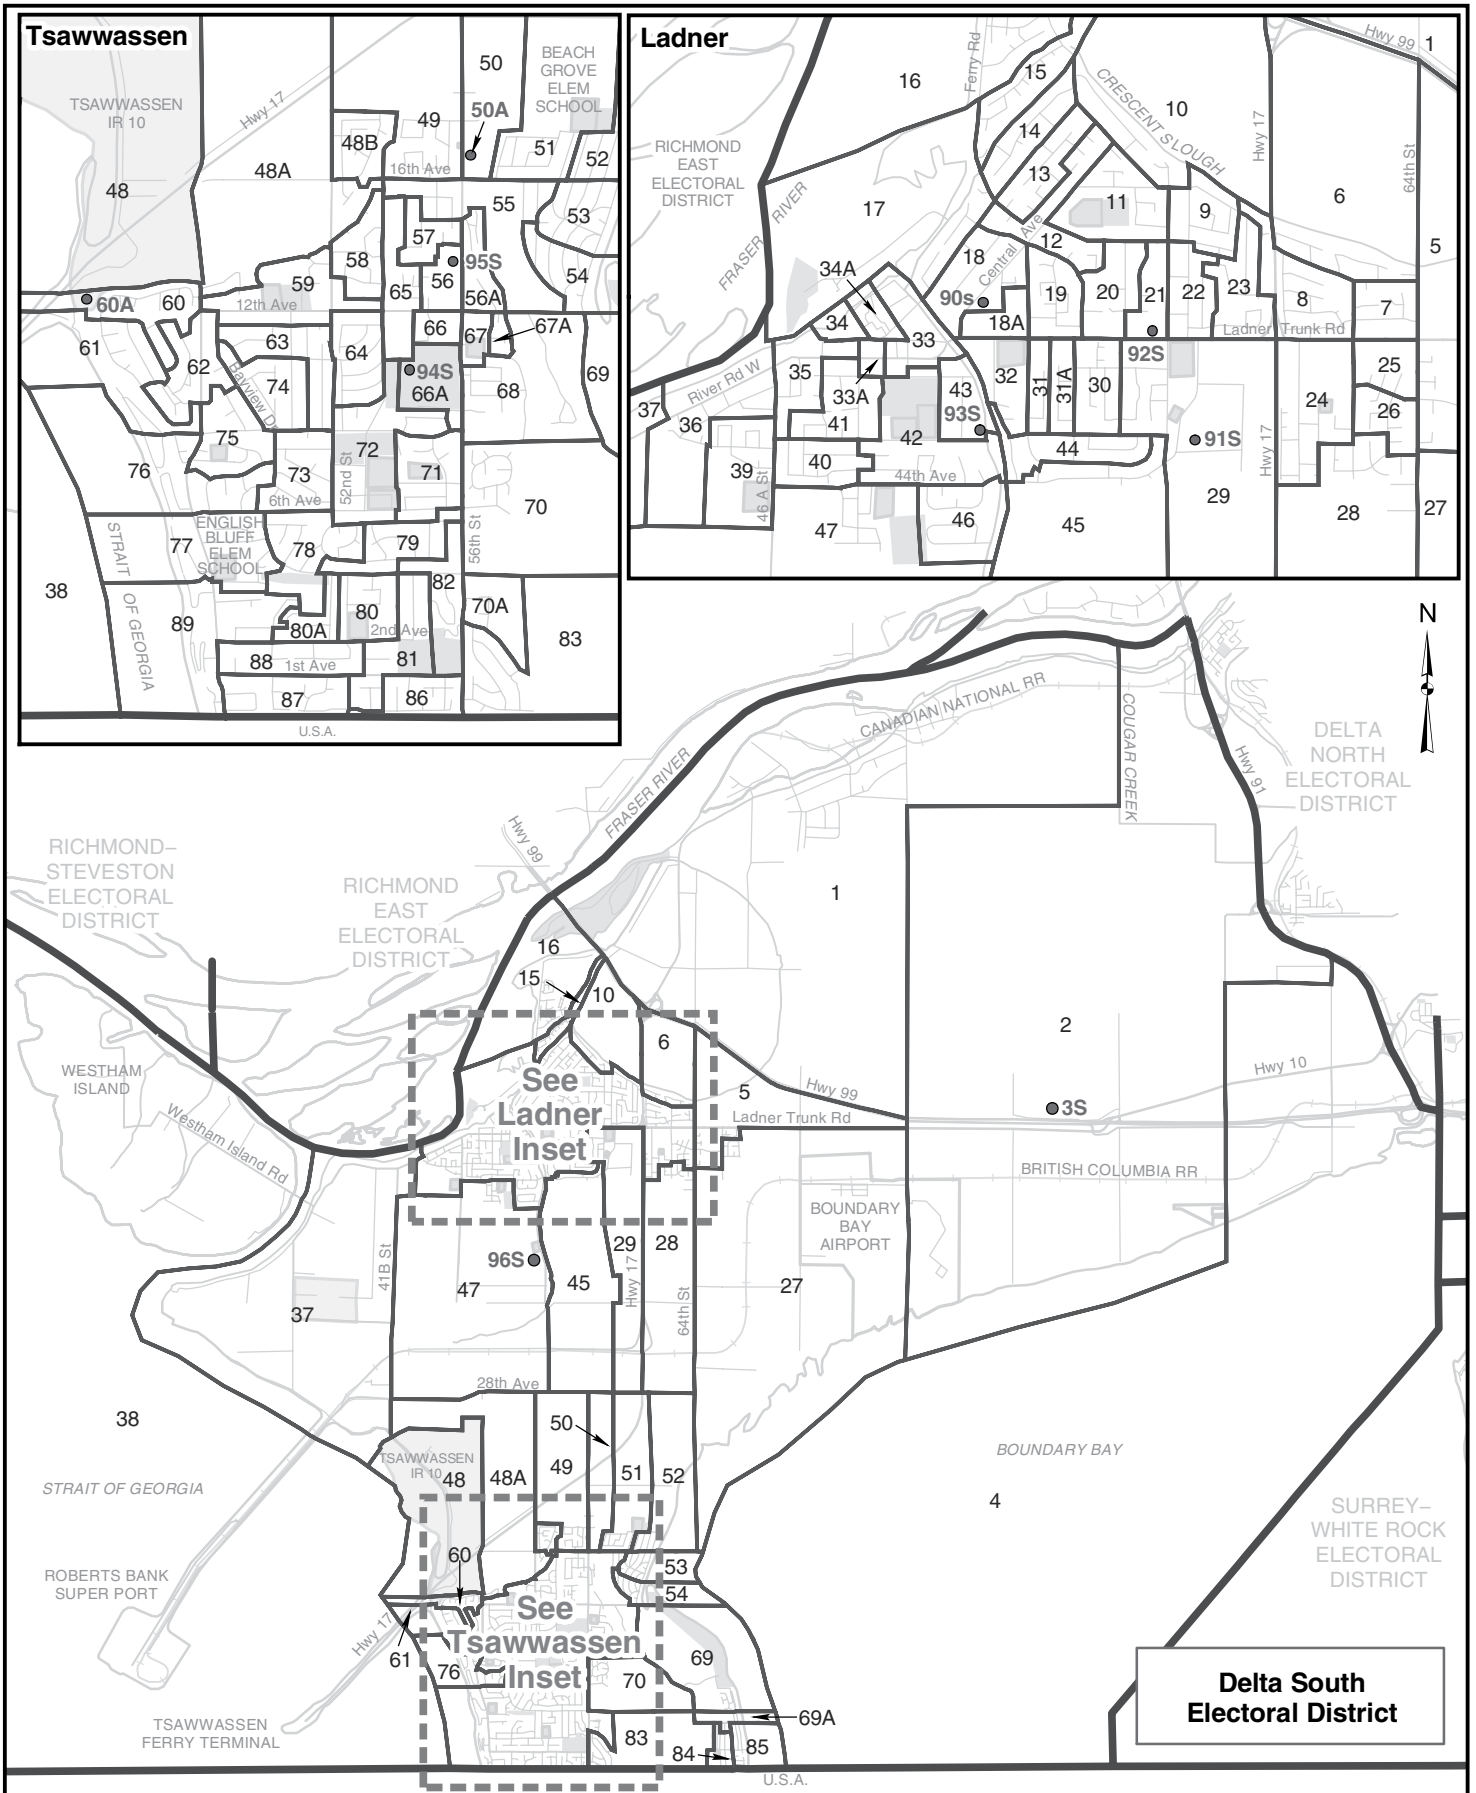 Tsawwassen
50
BEACH
GROVE
ELEM
SCHOOL
TSAWWASSEN
IR 10
Hwy 17
50A
49
48B
51
52
16th Ave
48A
48
55
53
57
95S
58
56
54
59
65
56A
60A
60
12th Ave
66
67
67A
61
63
64
62
94S
69
Bayview Dr
74
66A
68
75
72
76
73
71
52nd St
6th Ave
70
STRAIT
ENGLISH
BLUFF
ELEM
SCHOOL
77
78
79
56th St
38
82
OF GEORGIA
89
80
70A
80A
2nd Ave
83
88
1st Ave
81
87
86
U.S.A.
Ladner
Hwy 99
1
Ferry Rd
15
16
CRESCENT SLOUGH
10
14
Hwy 17
64th St
RICHMOND
EAST
ELECTORAL
DISTRICT
13
6
11
9
FRASER RIVER
17
12
5
Central Ave
18
34A
90s
19
20
21
22
23
8
7
34
18A
Ladner Trunk Rd
33
92S
35
32
31
31A
30
25
River Rd W
33A
43
24
37
93S
26
36
41
42
91S
44
Hwy 17
40
39
44th Ave
46 A St
29
47
46
45
28
27
N
CANADIAN NATIONAL RR
COUGAR CREEK
DELTA
NORTH
ELECTORAL
DISTRICT
Hwy 91
FRASER RIVER
Hwy 99
RICHMOND–
STEVESTON
ELECTORAL
DISTRICT
RICHMOND
EAST
ELECTORAL
DISTRICT
1
16
15
10
2
6
WESTHAM
ISLAND
Hwy 10
See
Ladner
Inset
5
Hwy 99
3S
Westham Island Rd
Ladner Trunk Rd
BRITISH COLUMBIA RR
BOUNDARY
BAY
AIRPORT
41B St
96S
29
28
47
45
Hwy 17
27
37
64th St
28th Ave
38
50
TSAWWASSEN
IR 10
BOUNDARY BAY
48
48A
49
51
52
STRAIT OF GEORGIA
4
SURREY–
WHITE ROCK
ELECTORAL
DISTRICT
60
53
ROBERTS BANK
SUPER PORT
54
See
Tsawwassen
Inset
Hwy 17
61
76
69
70
Delta South
Electoral District
69A
TSAWWASSEN
FERRY TERMINAL
83
84
85
U.S.A.